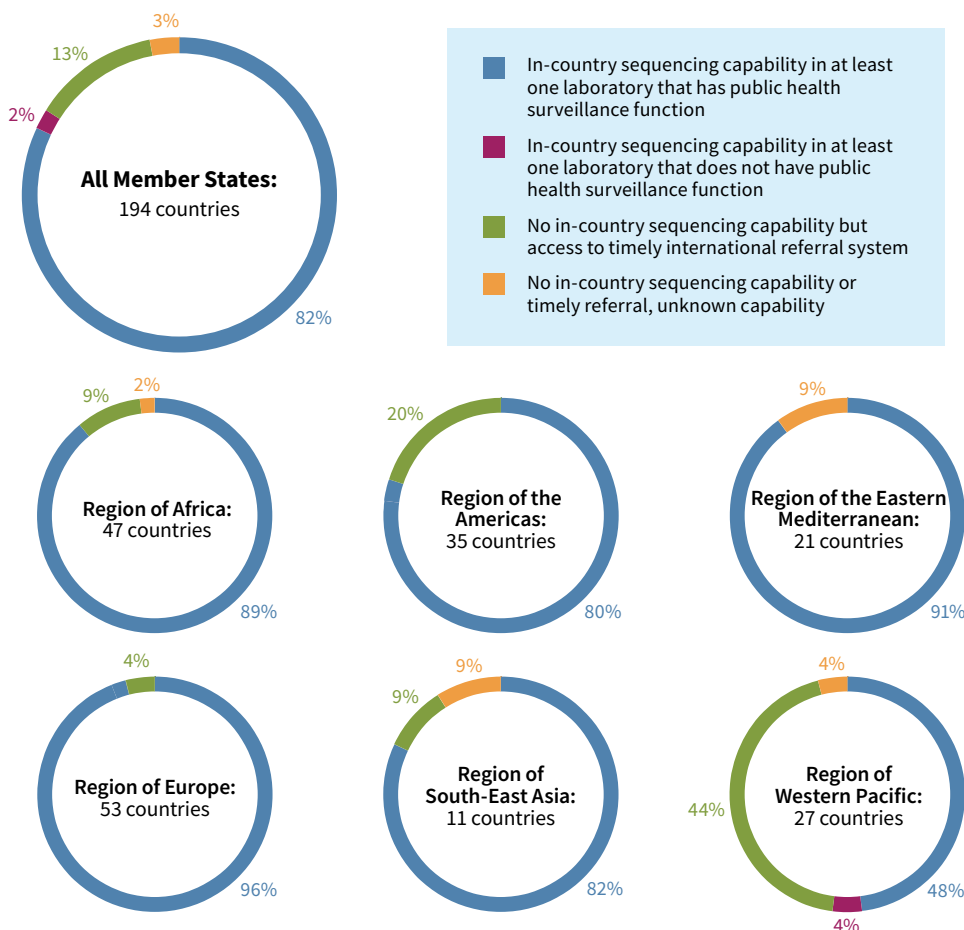 3%
13%
2%
All Member States:
194 countries
82%
In-country sequencing capability in at least
one laboratory that has public health
surveillance function
In-country sequencing capability in at least
one laboratory that does not have public
health surveillance function
No in-country sequencing capability but
access to timely international referral system
No in-country sequencing capability or
timely referral, unknown capability
2%
9%
Region of Africa:
47 countries
89%
20%
Region of the
Americas:
35 countries
80%
9%
Region of the Eastern
Mediterranean:
21 countries
91%
4%
Region of Europe:
53 countries
96%
9%
9%
Region of
South-East Asia:
11 countries
82%
4%
44%
Region of
Western Pacific:
27 countries
48%
4%